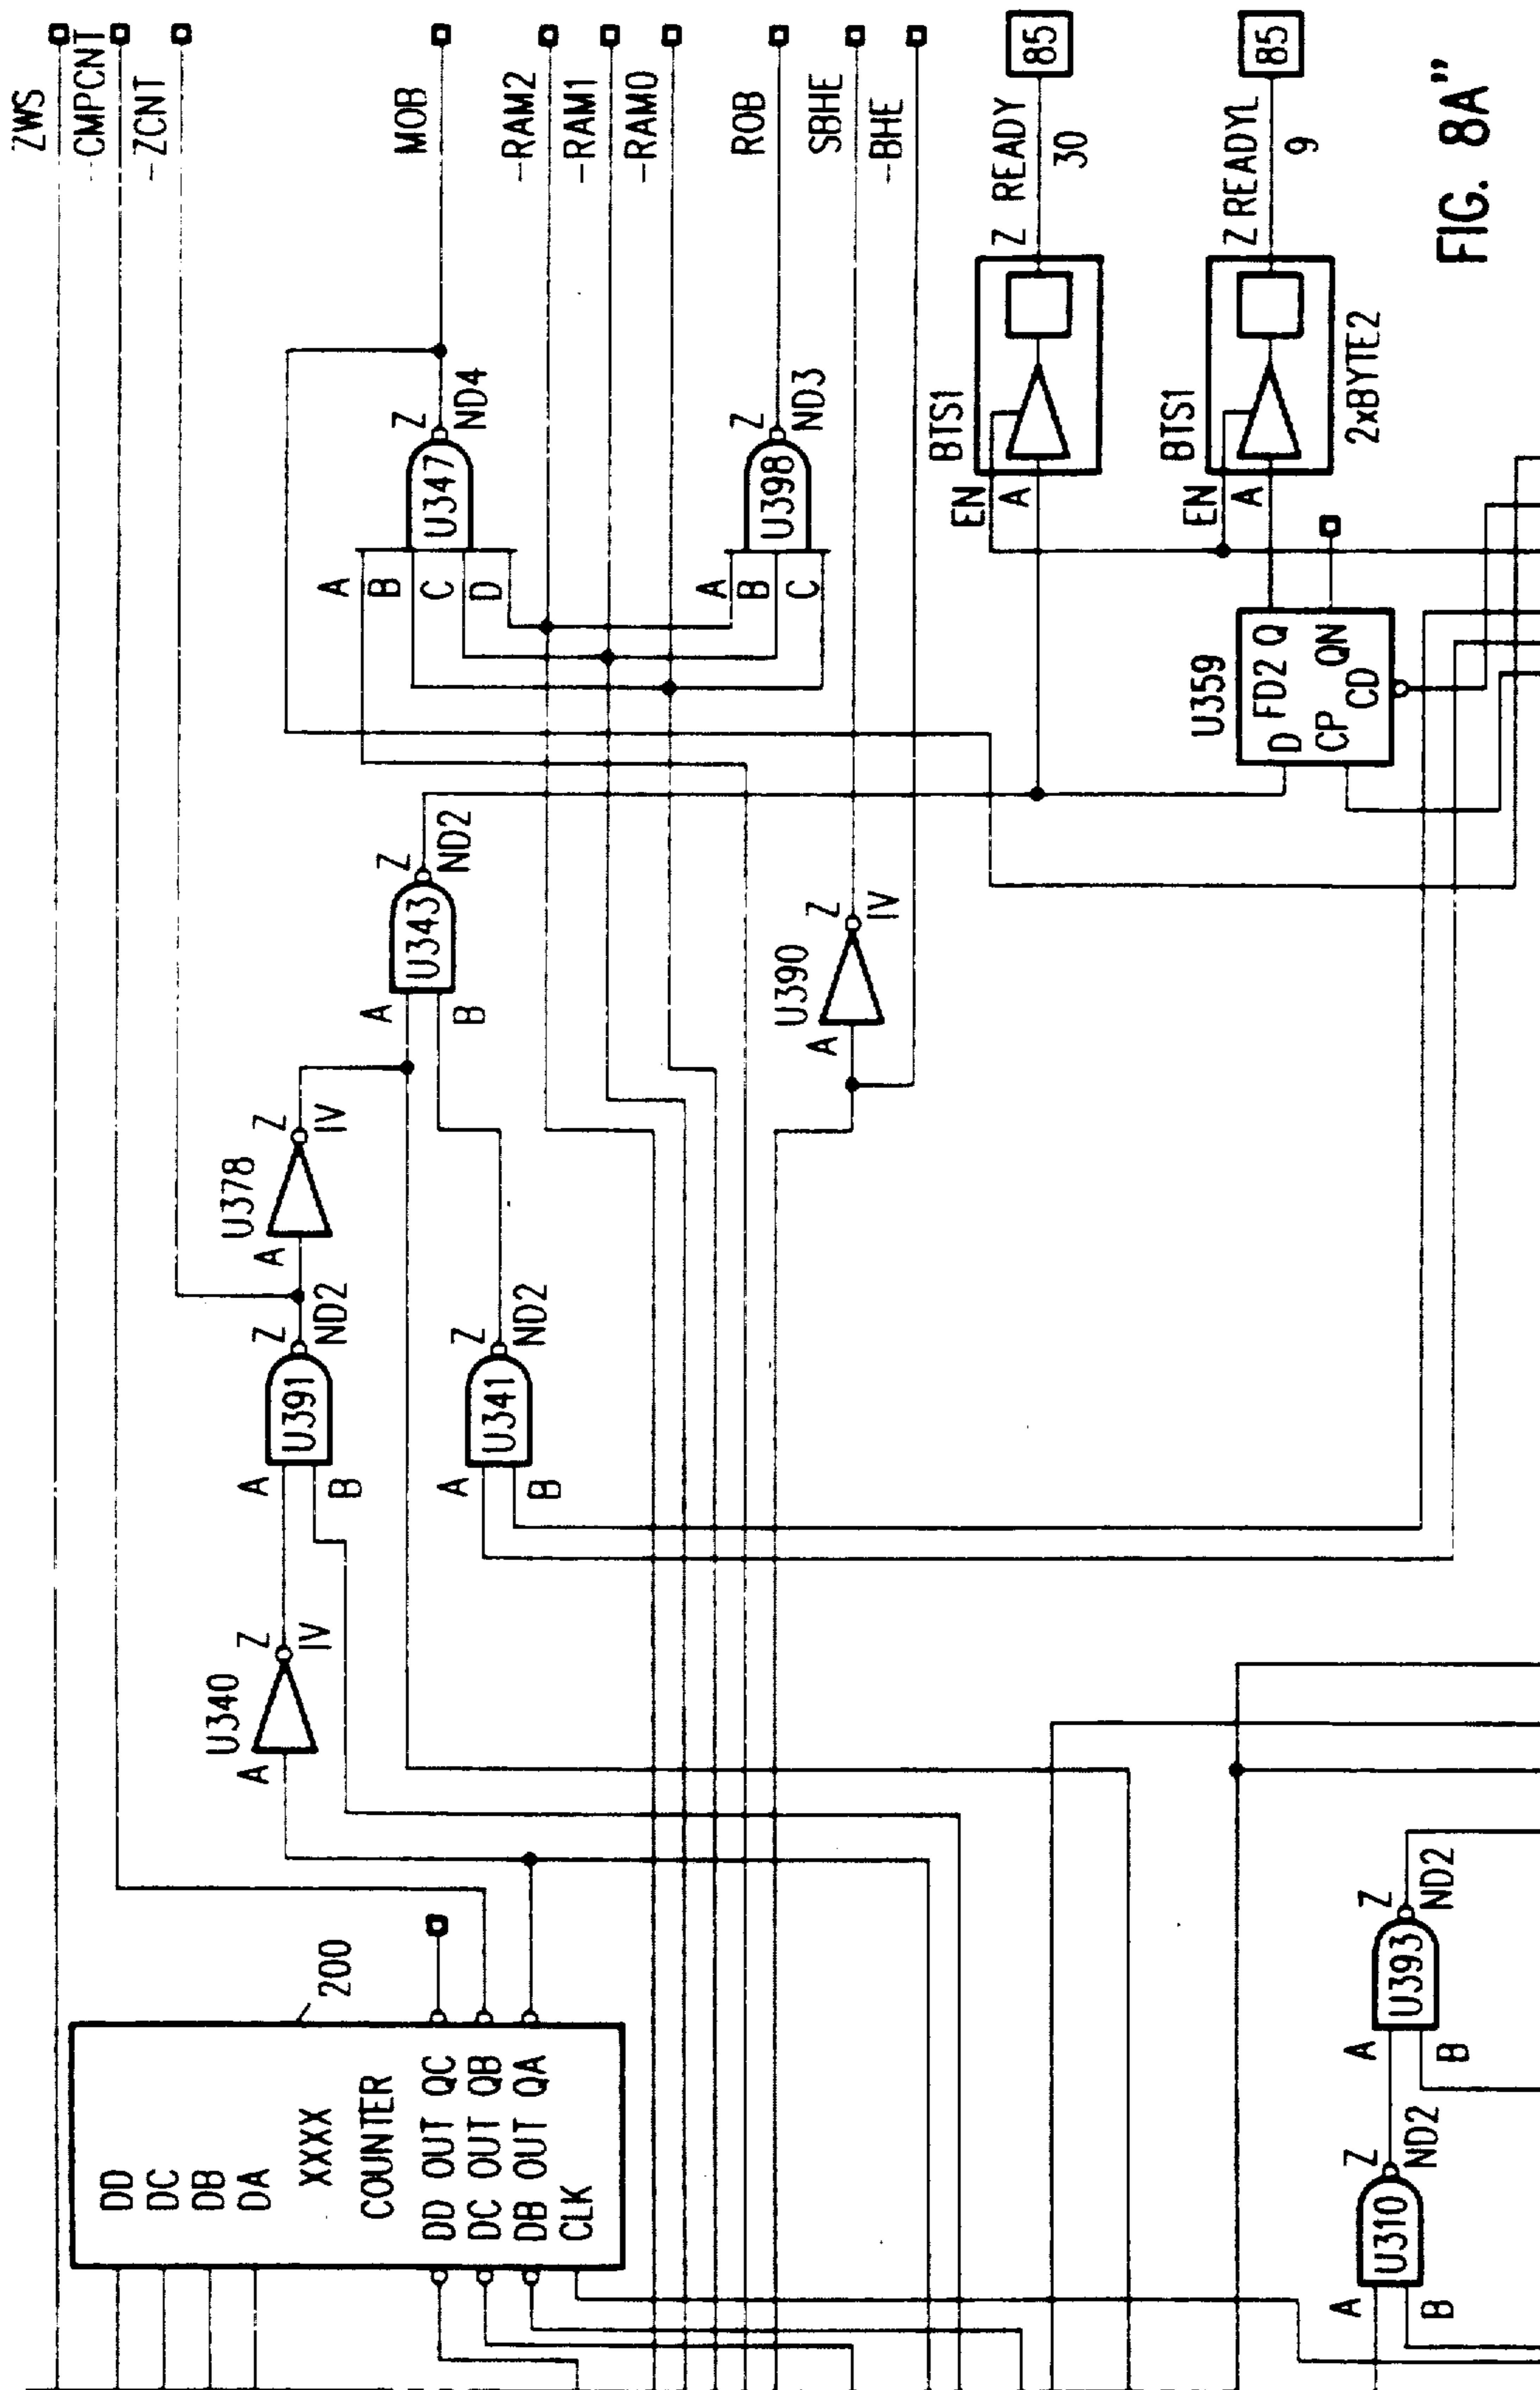 ZWS
-CMPCNT
-ZCNT
MOB
-RAM2
-RAM1
-RAM0
ROB
SBHE
-BHE
85
Z READY
30
85
Z READYL
9
FIG. 8A"
A
B
C
D
U347
Z
ND4
A
B
C
U398
Z
ND3
BTS1
EN
A
BTS1
EN
A
2xBYTE2
U359
D FD2 Q
CP QN
CD
A
B
U343
Z
ND2
U390
A
Z
IV
U378
A
Z
IV
A
B
U391
Z
ND2
A
B
U341
Z
ND2
U340
A
Z
IV
200
DD
DC
DB
DA
XXXX
COUNTER
DD OUT QC
DC OUT QB
DB OUT QA
CLK
A
B
U310
Z
ND2
A
B
U393
Z
ND2